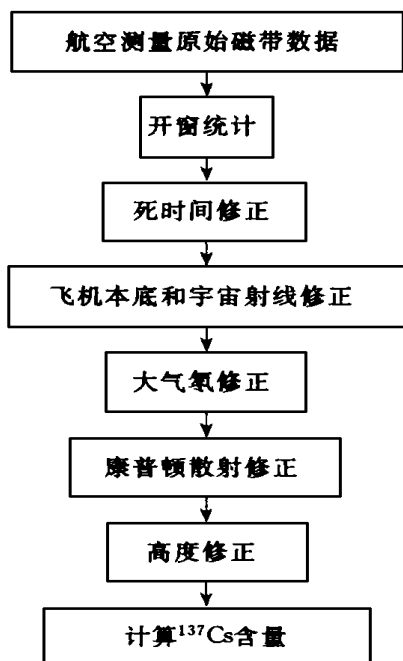 航空测量原始磁带数据
开窗统计
死时间修正
飞机本底和宇宙射线修正
大气氡修正
康普顿散射修正
高度修正
计算¹³⁷Cs含量